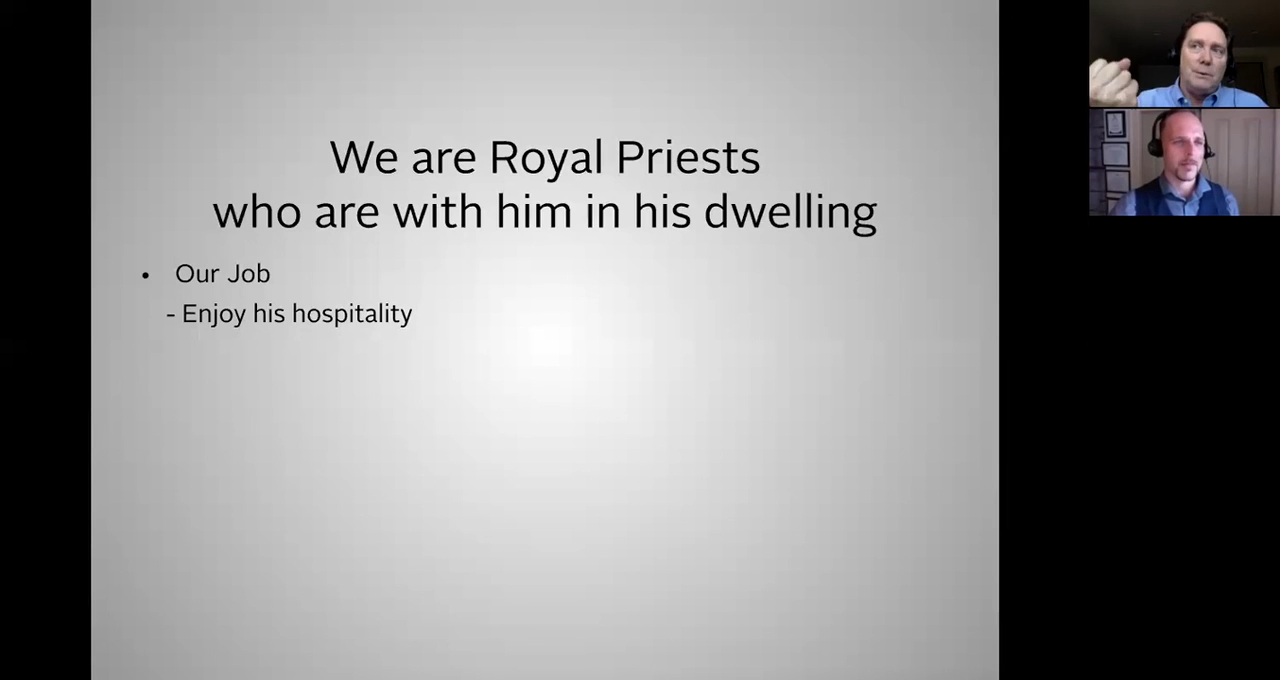 We are Royal Priests
who are with him in his dwelling
• Our Job
- Enjoy his hospitality